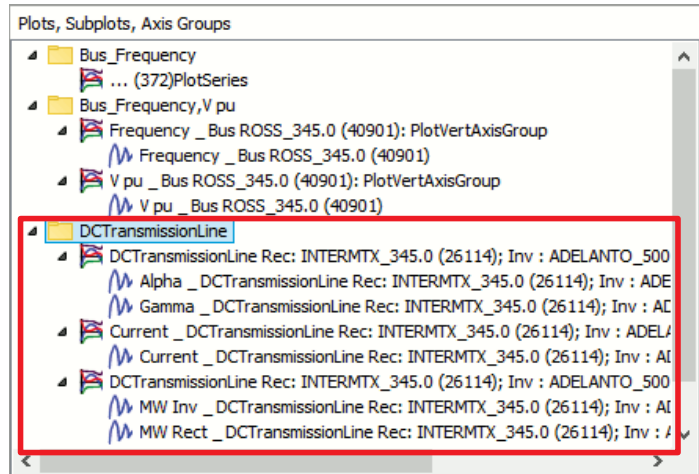 Plots, Subplots, Axis Groups
Bus_Frequency
... (372)PlotSeries
Bus_Frequency,V pu
Frequency _ Bus ROSS_345.0 (40901): PlotVertAxisGroup
Frequency _ Bus ROSS_345.0 (40901)
V pu _ Bus ROSS_345.0 (40901): PlotVertAxisGroup
V pu _ Bus ROSS_345.0 (40901)
DCTransmissionLine
DCTransmissionLine Rec: INTERMTX_345.0 (26114); Inv : ADELANTO_500
Alpha _ DCTransmissionLine Rec: INTERMTX_345.0 (26114); Inv : ADE
Gamma _ DCTransmissionLine Rec: INTERMTX_345.0 (26114); Inv : AD
Current _ DCTransmissionLine Rec: INTERMTX_345.0 (26114); Inv : ADELA
Current _ DCTransmissionLine Rec: INTERMTX_345.0 (26114); Inv : AD
DCTransmissionLine Rec: INTERMTX_345.0 (26114); Inv : ADELANTO_500
MW Inv _ DCTransmissionLine Rec: INTERMTX_345.0 (26114); Inv : AD
MW Rect _ DCTransmissionLine Rec: INTERMTX_345.0 (26114); Inv : A